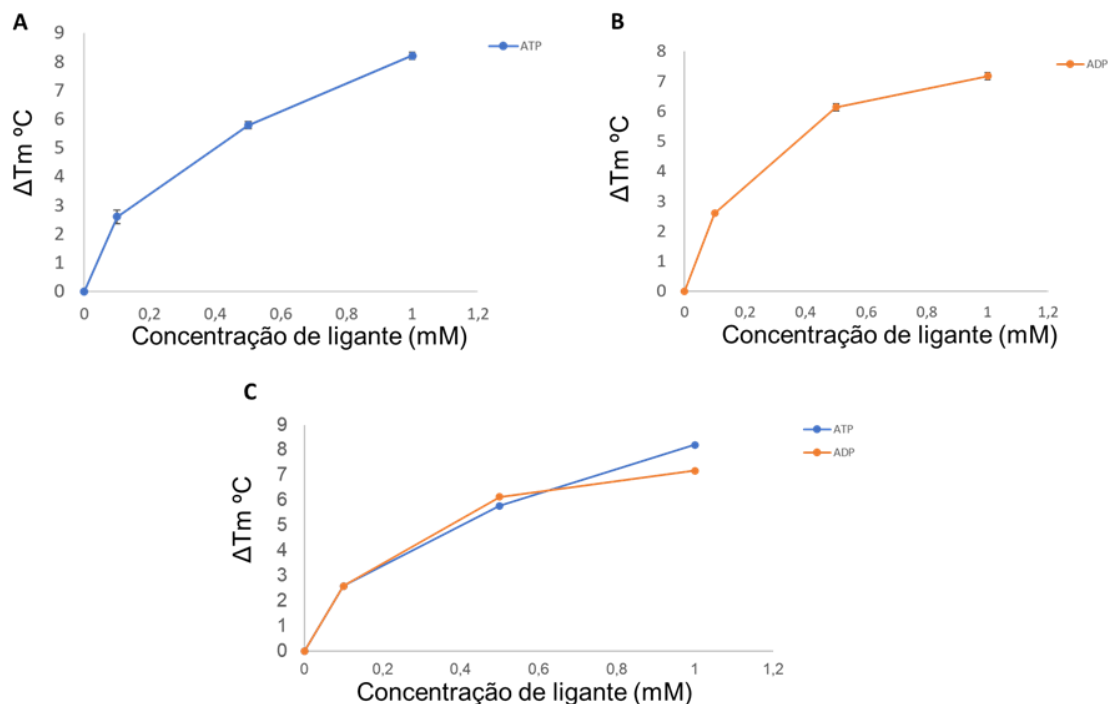 A
9
8
7
6
5
4
3
2
1
0
ΔTm ºC
0 0,2 0,4 0,6 0,8 1 1,2
Concentração de ligante (mM)
ATP
B
8
7
6
5
4
3
2
1
0
ΔTm ºC
0 0,2 0,4 0,6 0,8 1 1,2
Concentração de ligante (mM)
ADP
C
9
8
7
6
5
4
3
2
1
0
ΔTm ºC
0 0,2 0,4 0,6 0,8 1 1,2
Concentração de ligante (mM)
ATP
ADP